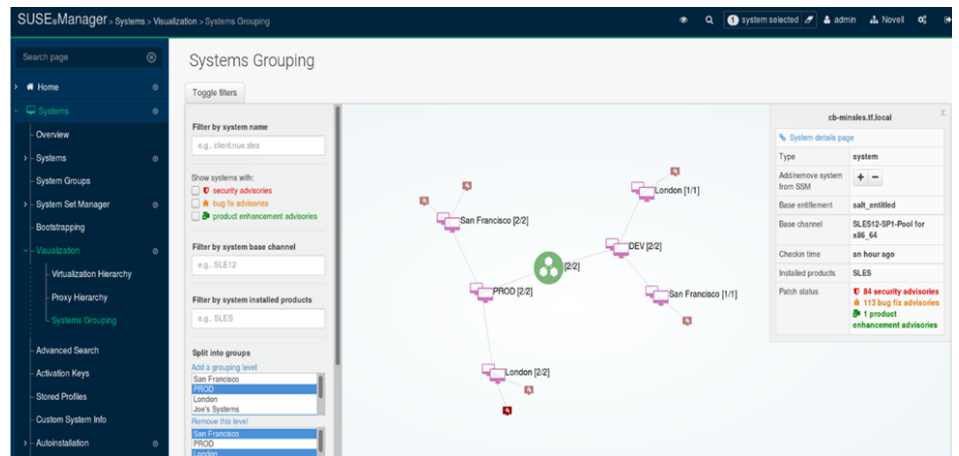 SUSE Manager > Systems > Visualization > Systems Grouping
1 system selected admin Novell
Search page
Home
Systems
Overview
Systems
System Groups
System Set Manager
Bootstrapping
Visualization
Virtualization Hierarchy
Proxy Hierarchy
Systems Grouping
Advanced Search
Activation Keys
Stored Profiles
Custom System Info
Autoinstallation
Systems Grouping
Toggle filters
Filter by system name
e.g., client.nue.sles
Show systems with:
security advisories
bug fix advisories
product enhancement advisories
Filter by system base channel
e.g., SLE12
Filter by system installed products
e.g., SLES
Split into groups
Add a grouping level
San Francisco
PROD
London
Joe's Systems
Remove this level
San Francisco
PROD
London
San Francisco [2/2]
London [1/1]
DEV [2/2]
[2/2]
PROD [2/2]
San Francisco [1/1]
London [2/2]
cb-minsles.tf.local X
System details page
Type system
Add/remove system
from SSM
Base entitlement salt_entitled
Base channel SLES12-SP1-Pool for
x86_64
Checkin time an hour ago
Installed products SLES
Patch status 84 security advisories
113 bug fix advisories
1 product
enhancement advisories